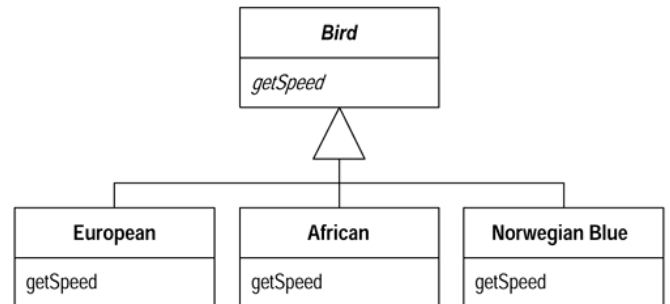 Bird
getSpeed
European
African
Norwegian Blue
getSpeed
getSpeed
getSpeed